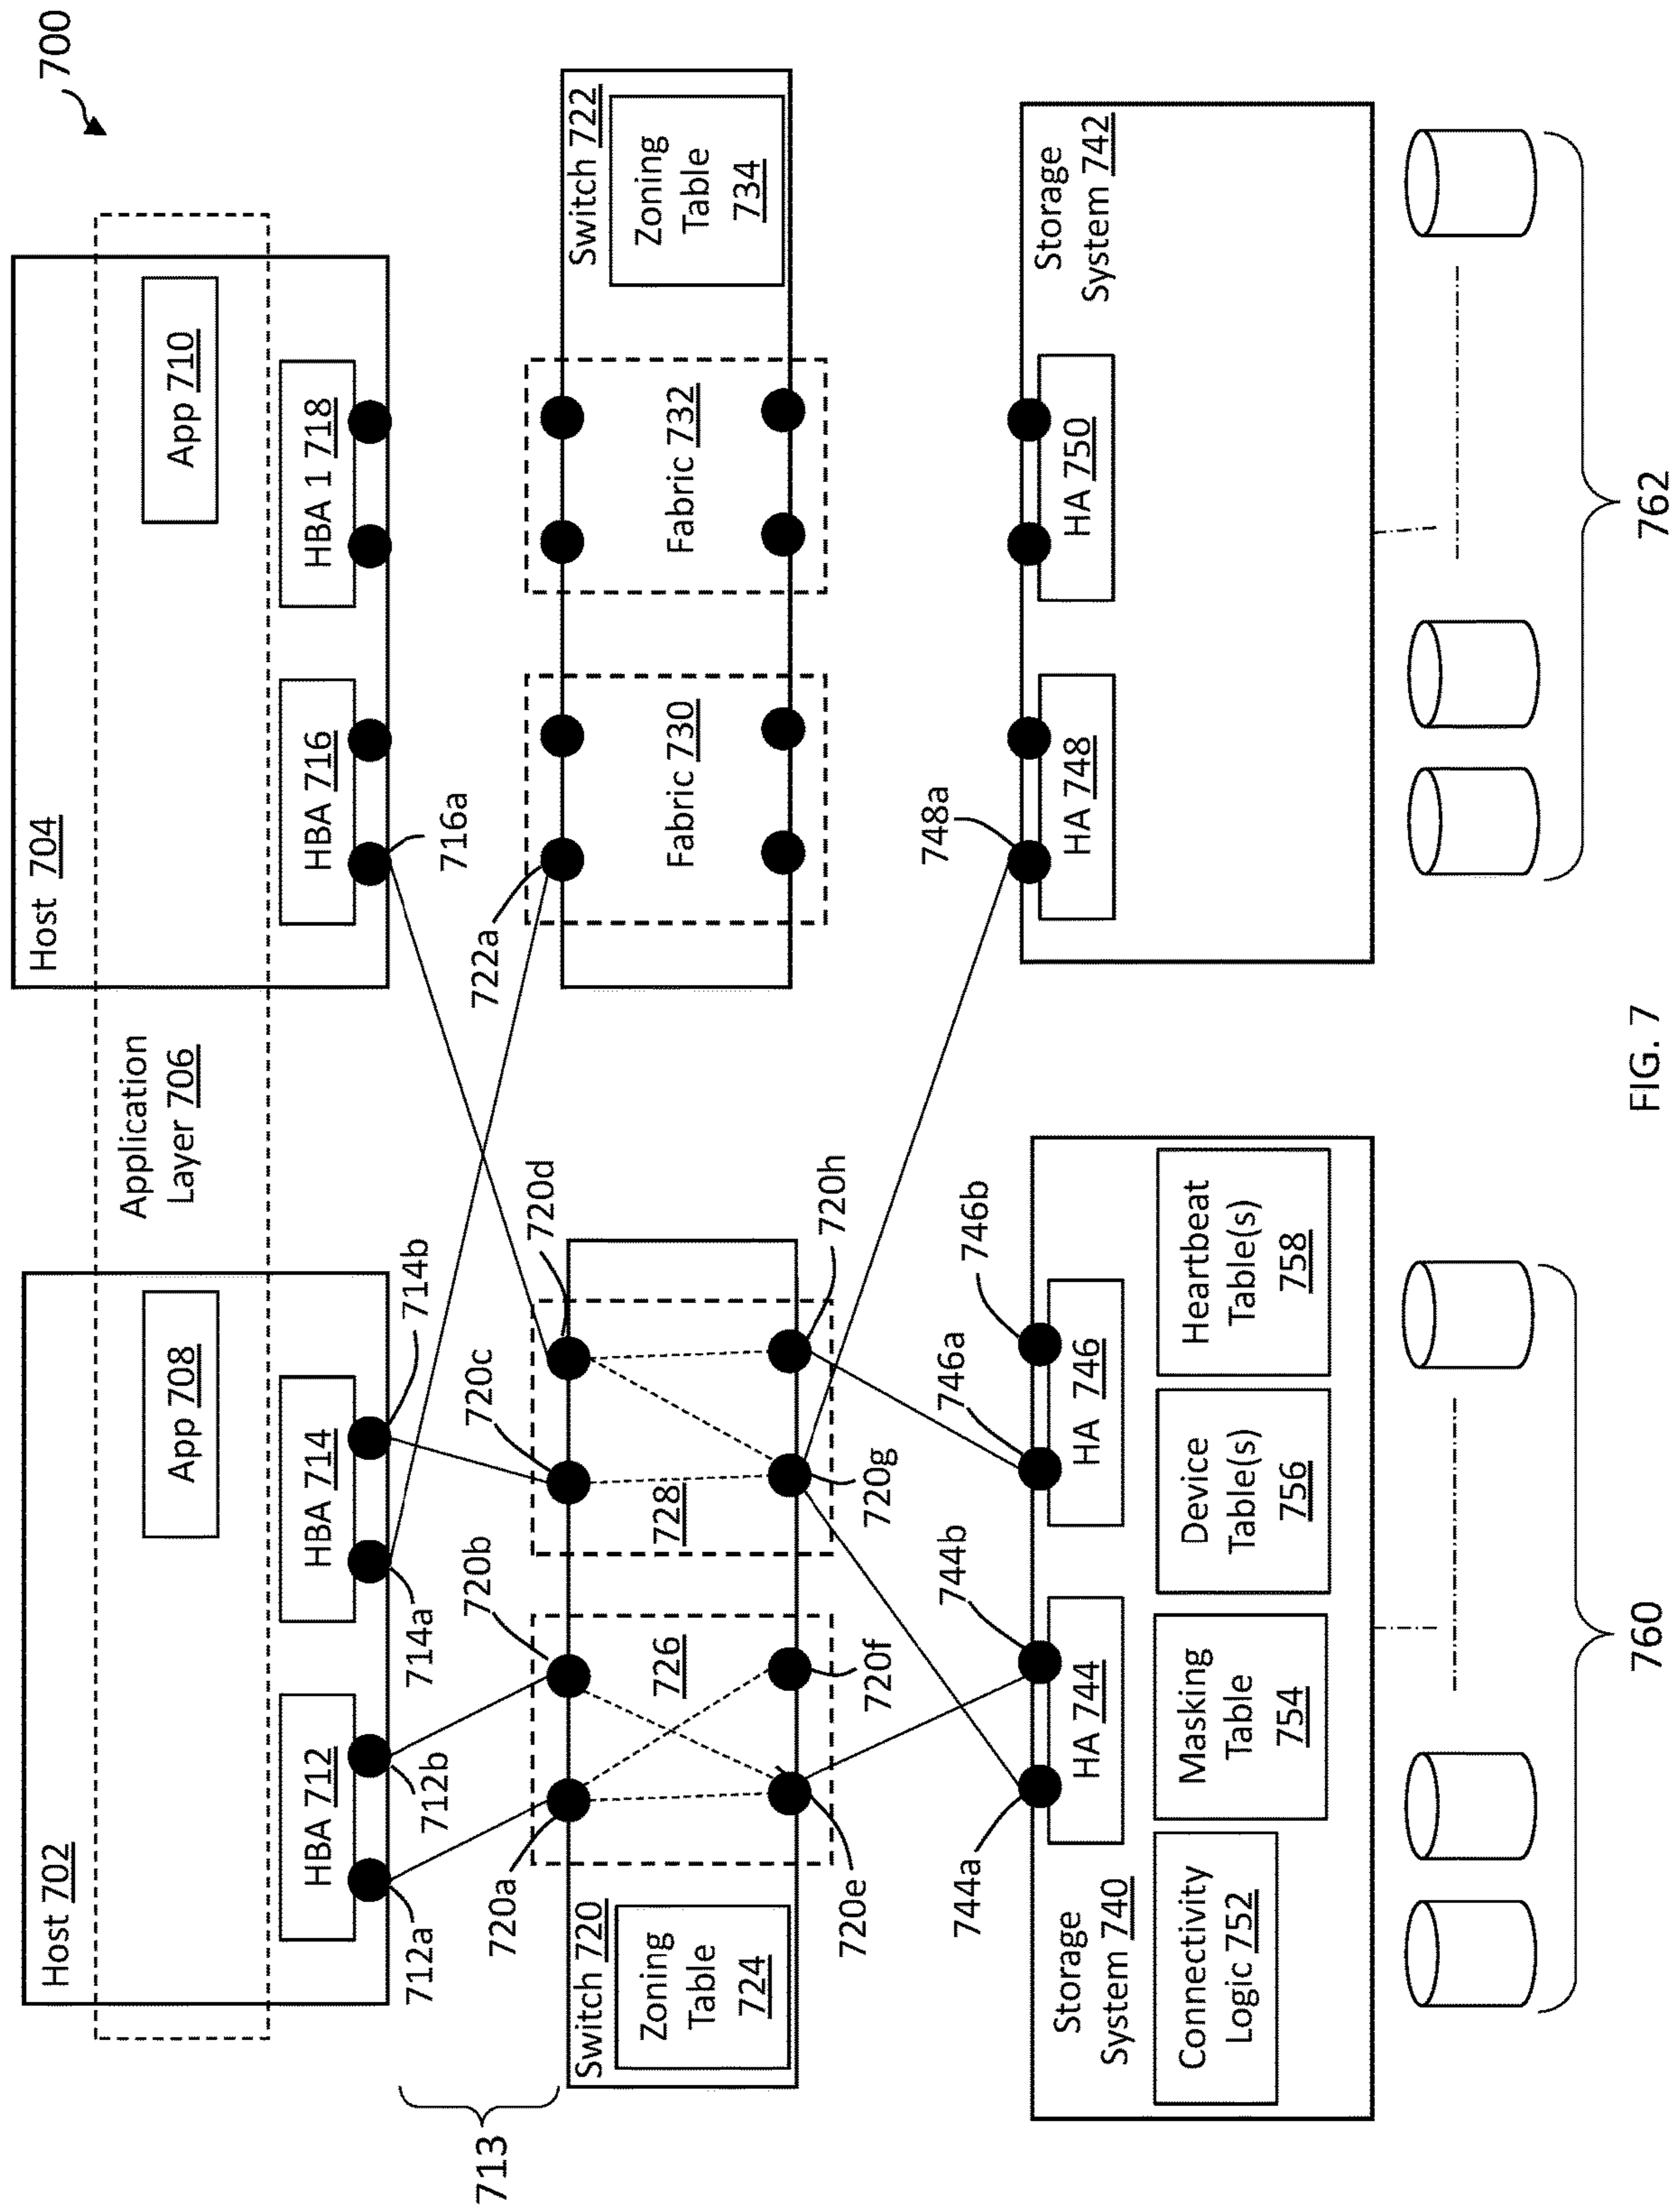 700
Host 702
Host 704
Application
Layer 706
App 708
App 710
HBA 712
HBA 714
HBA 716
HBA 1 718
712a
712b
714a
714b
716a
713
720a
720b
720c
720d
722a
Switch 720
Zoning
Table
724
726
728
Fabric 730
Fabric 732
Switch 722
Zoning
Table
734
720e
720f
720g
720h
744a
744b
746a
746b
748a
Storage
System 740
HA 744
HA 746
Connectivity
Logic 752
Masking
Table
754
Device
Table(s)
756
Heartbeat
Table(s)
758
HA 748
HA 750
Storage
System 742
760
762
FIG. 7